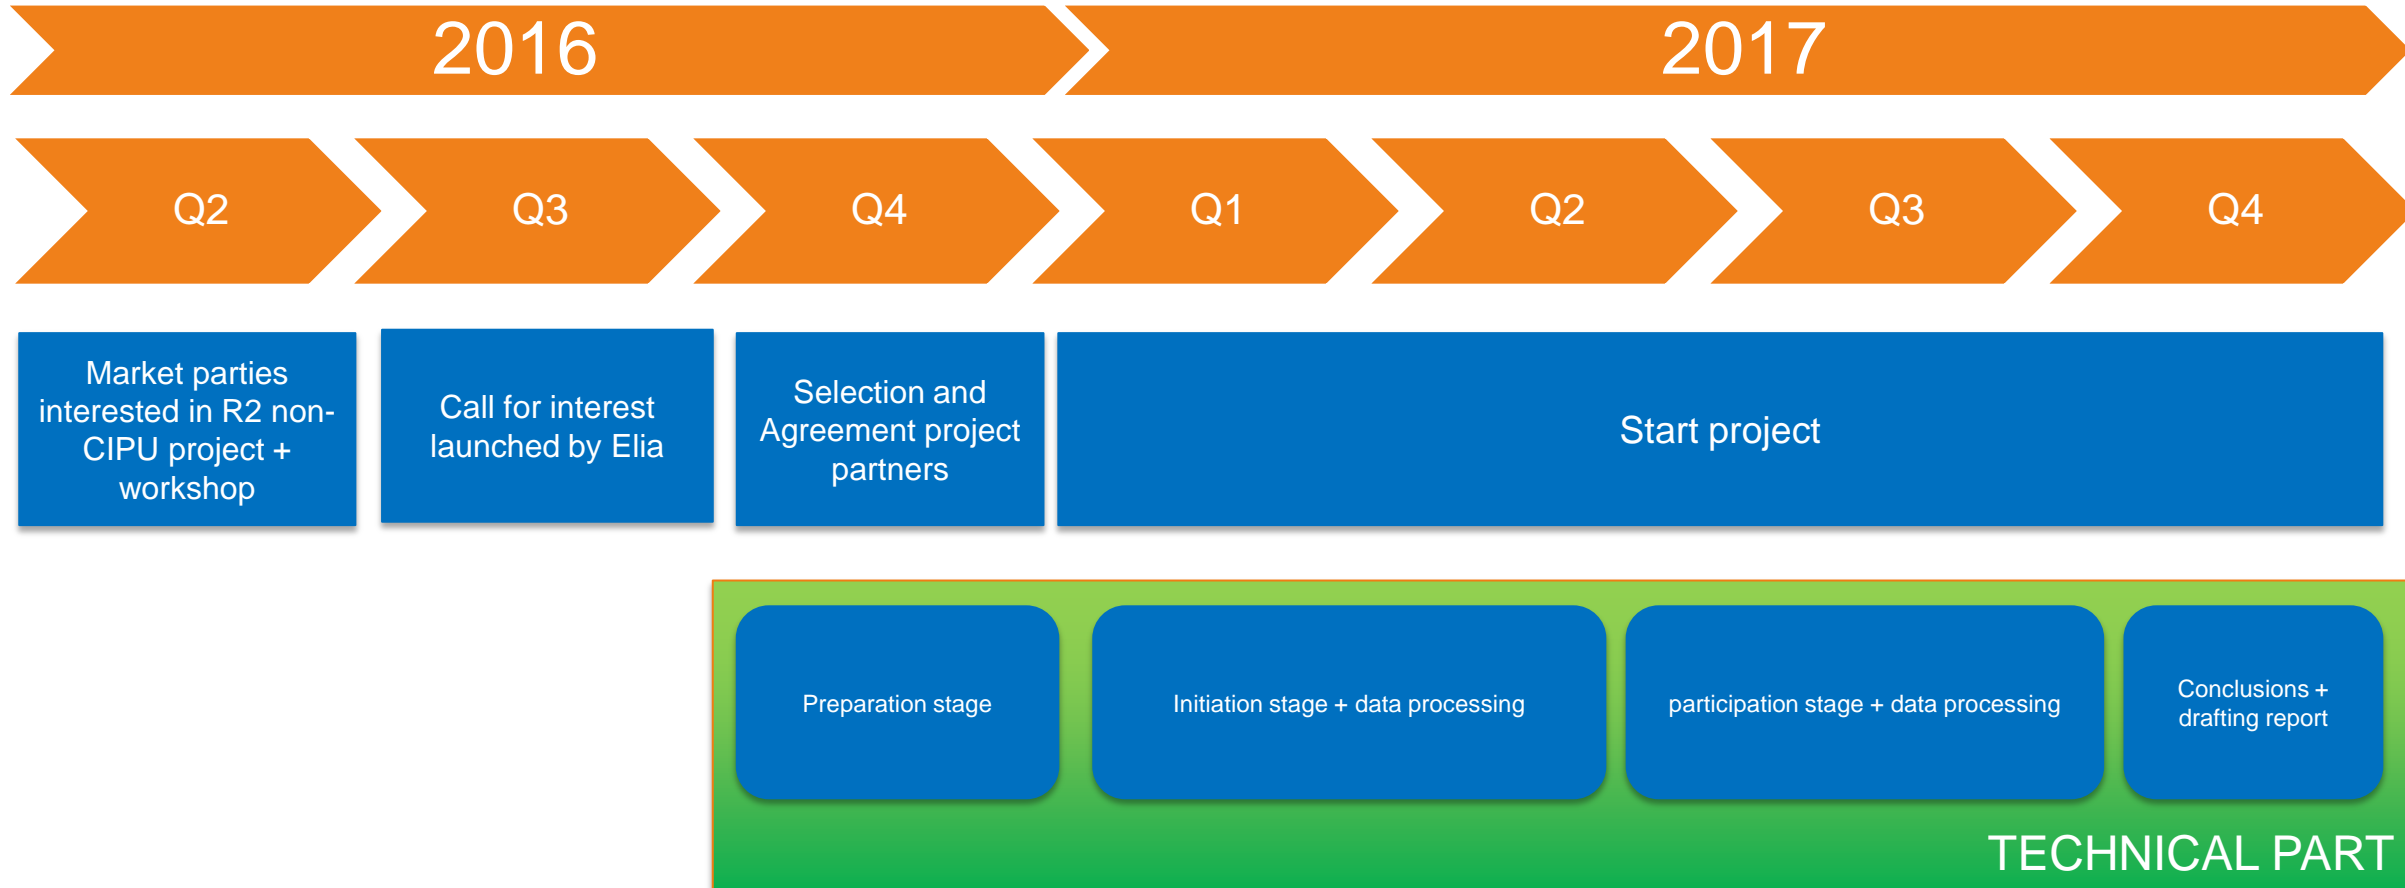 2016
2017
Q2
Q3
Q4
Q1
Q2
Q3
Q4
Market parties
interested in R2 non-
CIPU project +
workshop
Call for interest
launched by Elia
Selection and
Agreement project
partners
Start project
Preparation stage
Initiation stage + data processing
participation stage + data processing
Conclusions +
drafting report
TECHNICAL PART